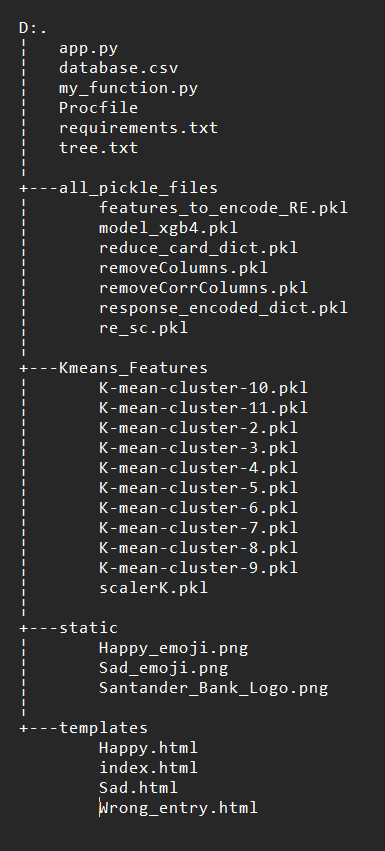 D:.
¦   app.py
¦   database.csv
¦   my_function.py
¦   Procfile
¦   requirements.txt
¦   tree.txt
¦
+---all_pickle_files
¦       features_to_encode_RE.pkl
¦       model_xgb4.pkl
¦       reduce_card_dict.pkl
¦       removeColumns.pkl
¦       removeCorrColumns.pkl
¦       response_encoded_dict.pkl
¦       re_sc.pkl
¦
+---Kmeans_Features
¦       K-mean-cluster-10.pkl
¦       K-mean-cluster-11.pkl
¦       K-mean-cluster-2.pkl
¦       K-mean-cluster-3.pkl
¦       K-mean-cluster-4.pkl
¦       K-mean-cluster-5.pkl
¦       K-mean-cluster-6.pkl
¦       K-mean-cluster-7.pkl
¦       K-mean-cluster-8.pkl
¦       K-mean-cluster-9.pkl
¦       scalerK.pkl
¦
+---static
¦       Happy_emoji.png
¦       Sad_emoji.png
¦       Santander_Bank_Logo.png
¦
+---templates
        Happy.html
        index.html
        Sad.html
        Wrong_entry.html